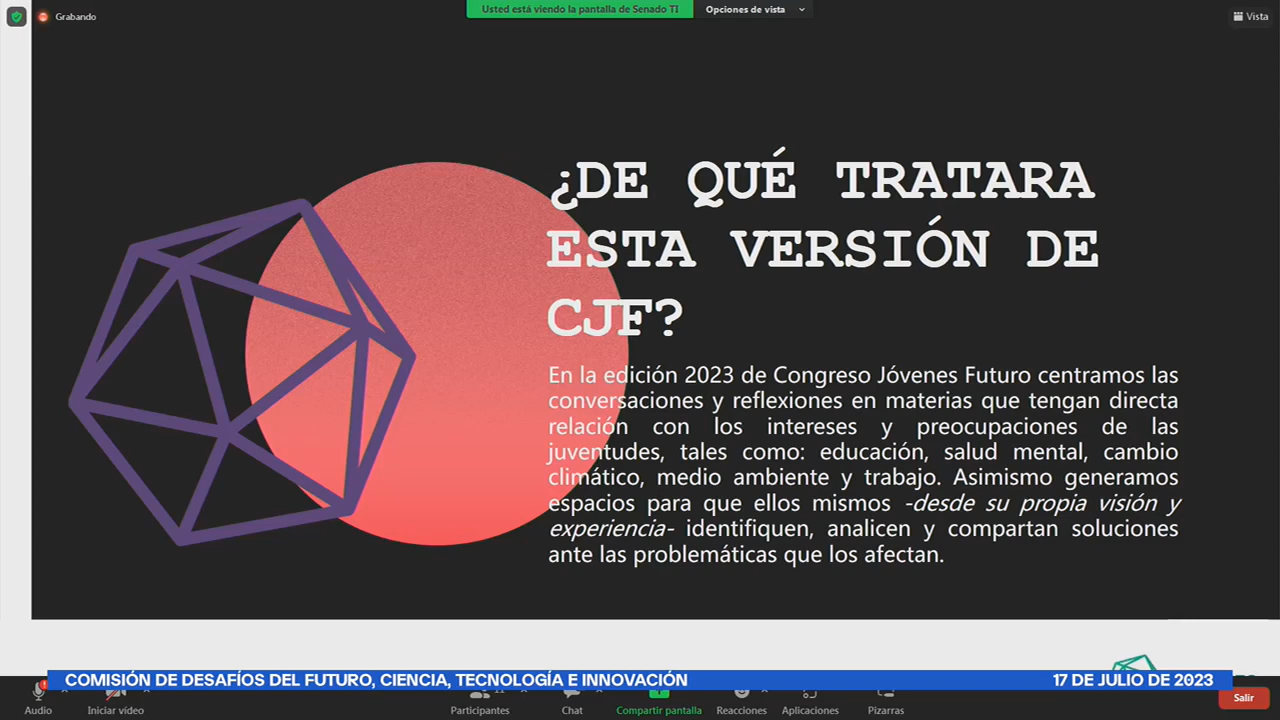 Grabando
Usted está viendo la pantalla de Senado TI
Opciones de vista
Vista
¿DE QUÉ TRATARA
ESTA VERSIÓN DE
CJF?
En la edición 2023 de Congreso Jóvenes Futuro centramos las
conversaciones y reflexiones en materias que tengan directa
relación con los intereses y preocupaciones de las
juventudes, tales como: educación, salud mental, cambio
climático, medio ambiente y trabajo. Asimismo generamos
espacios para que ellos mismos -desde su propia visión y
experiencia- identifiquen, analicen y compartan soluciones
ante las problemáticas que los afectan.
COMISIÓN DE DESAFÍOS DEL FUTURO, CIENCIA, TECNOLOGÍA E INNOVACIÓN
17 DE JULIO DE 2023
Audio
Iniciar vídeo
Participantes
Chat
Compartir pantalla
Reacciones
Aplicaciones
Pizarras
Salir